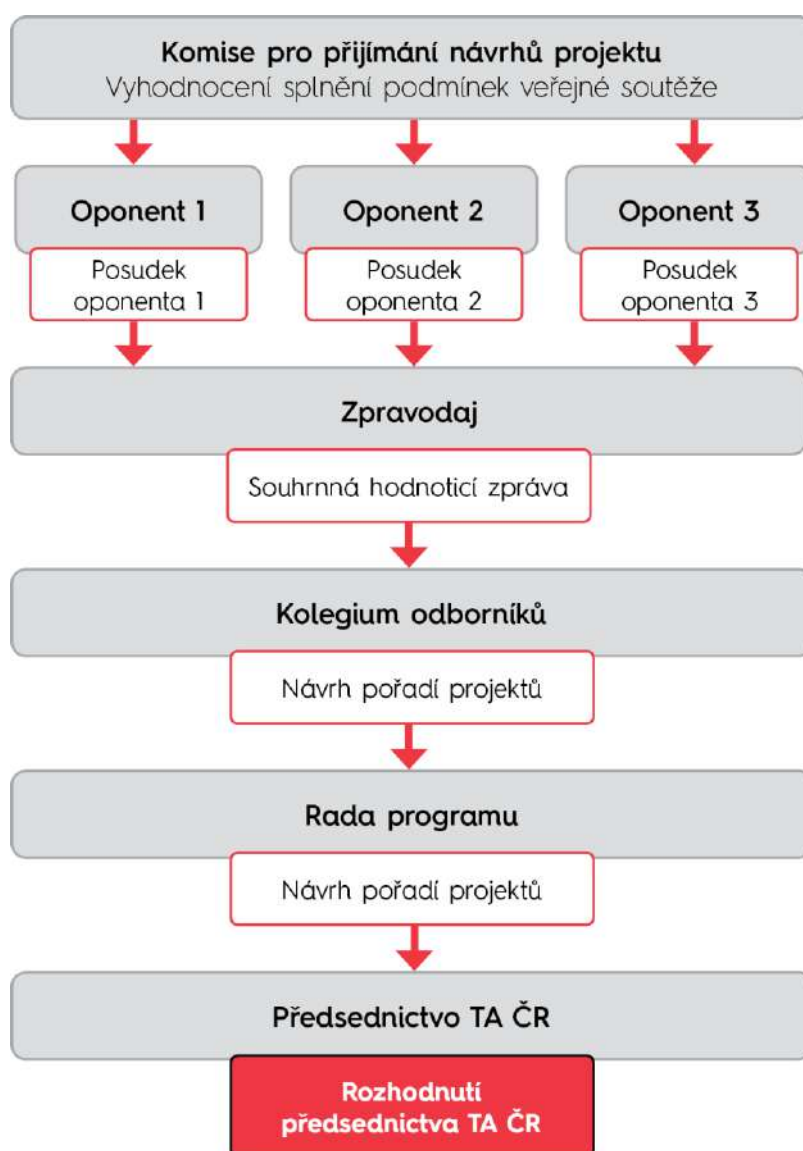 Komise pro přijímání návrhů projektu
Vyhodnocení splnění podmínek veřejné soutěže
Oponent 1
Oponent 2
Oponent 3
Posudek
oponenta 1
Posudek
oponenta 2
Posudek
oponenta 3
Zpravodaj
Souhrnná hodnoticí zpráva
Kolegium odborníků
Návrh pořadí projektů
Rada programu
Návrh pořadí projektů
Předsednictvo TA ČR
Rozhodnutí
předsednictva TA ČR